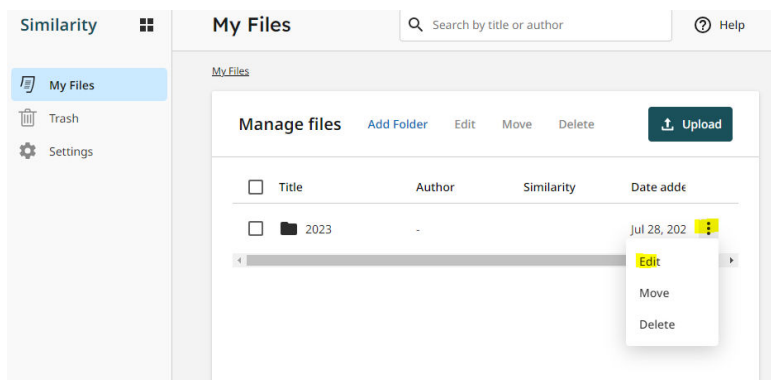 Similarity
My Files
Search by title or author
Help
My Files
Trash
Settings
My Files
Manage files Add Folder Edit Move Delete Upload
Title Author Similarity Date adde
2023 - Jul 28, 202
Edit
Move
Delete